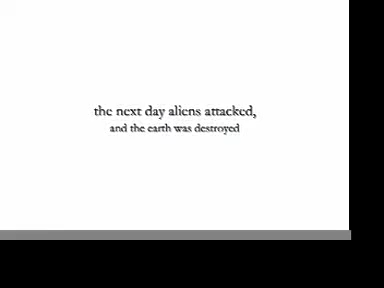 the next day aliens attacked,
and the earth was destroyed